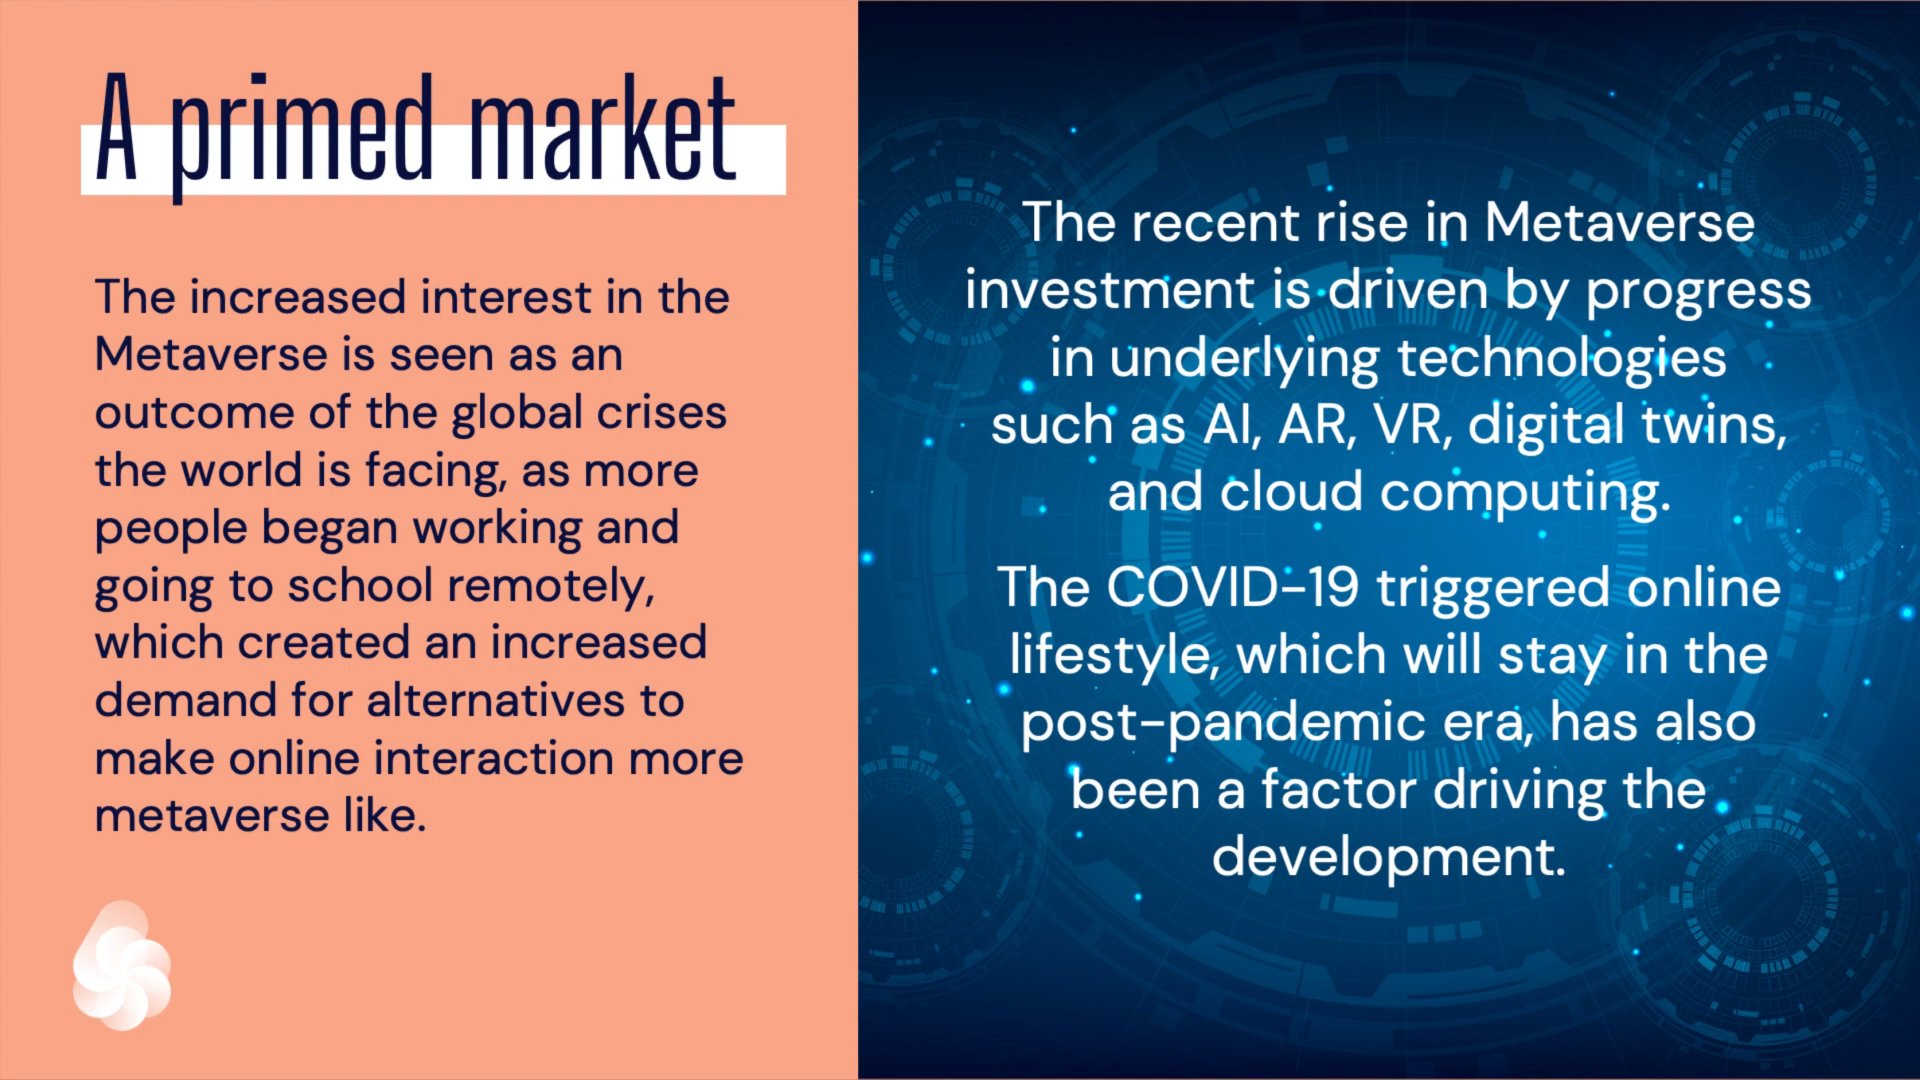 A primed market
The increased interest in the
Metaverse is seen as an
outcome of the global crises
the world is facing, as more
people began working and
going to school remotely,
which created an increased
demand for alternatives to
make online interaction more
metaverse like.
The recent rise in Metaverse
investment is driven by progress
in underlying technologies
such as AI, AR, VR, digital twins,
and cloud computing.
The COVID-19 triggered online
lifestyle, which will stay in the
post-pandemic era, has also
been a factor driving the
development.